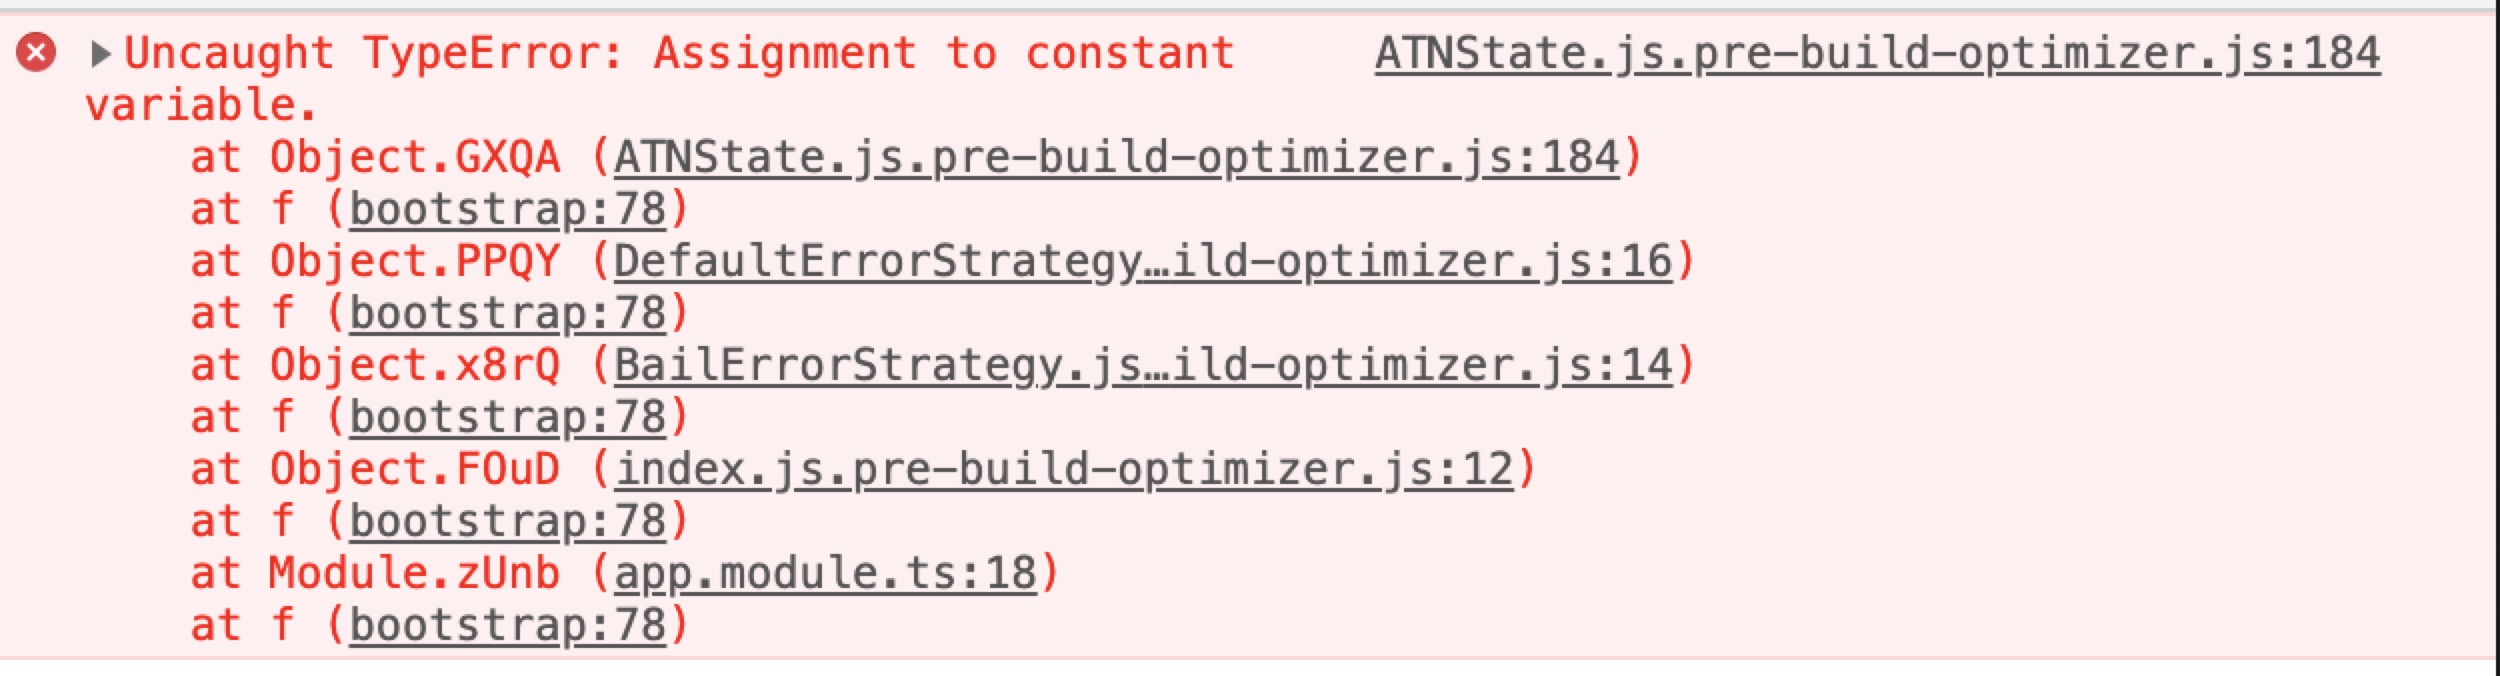 Uncaught TypeError: Assignment to constant ATNState.js.pre-build-optimizer.js:184
variable.
at Object.GXQA (ATNState.js.pre-build-optimizer.js:184)
at f (bootstrap:78)
at Object.PPQY (DefaultErrorStrategy…ild-optimizer.js:16)
at f (bootstrap:78)
at Object.x8rQ (BailErrorStrategy.js…ild-optimizer.js:14)
at f (bootstrap:78)
at Object.FOuD (index.js.pre-build-optimizer.js:12)
at f (bootstrap:78)
at Module.zUnb (app.module.ts:18)
at f (bootstrap:78)